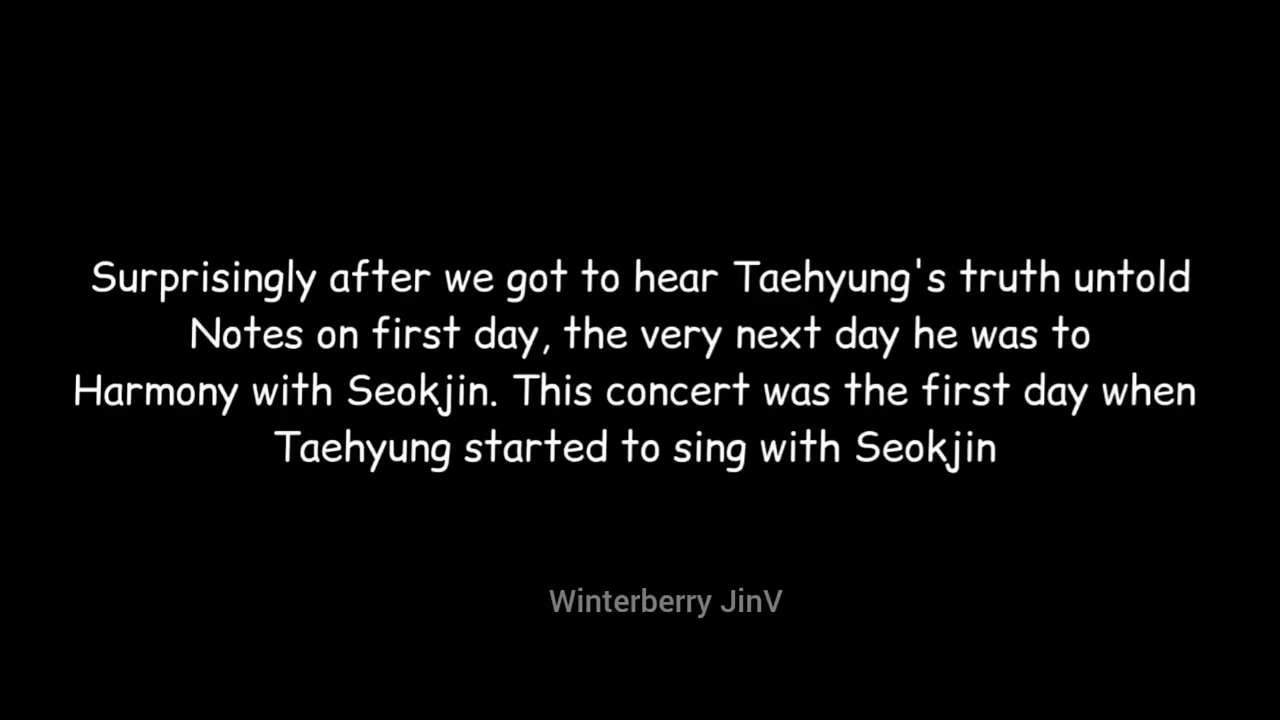 Surprisingly after we got to hear Taehyung's truth untold
Notes on first day, the very next day he was to
Harmony with Seokjin. This concert was the first day when
Taehyung started to sing with Seokjin
Winterberry JinV